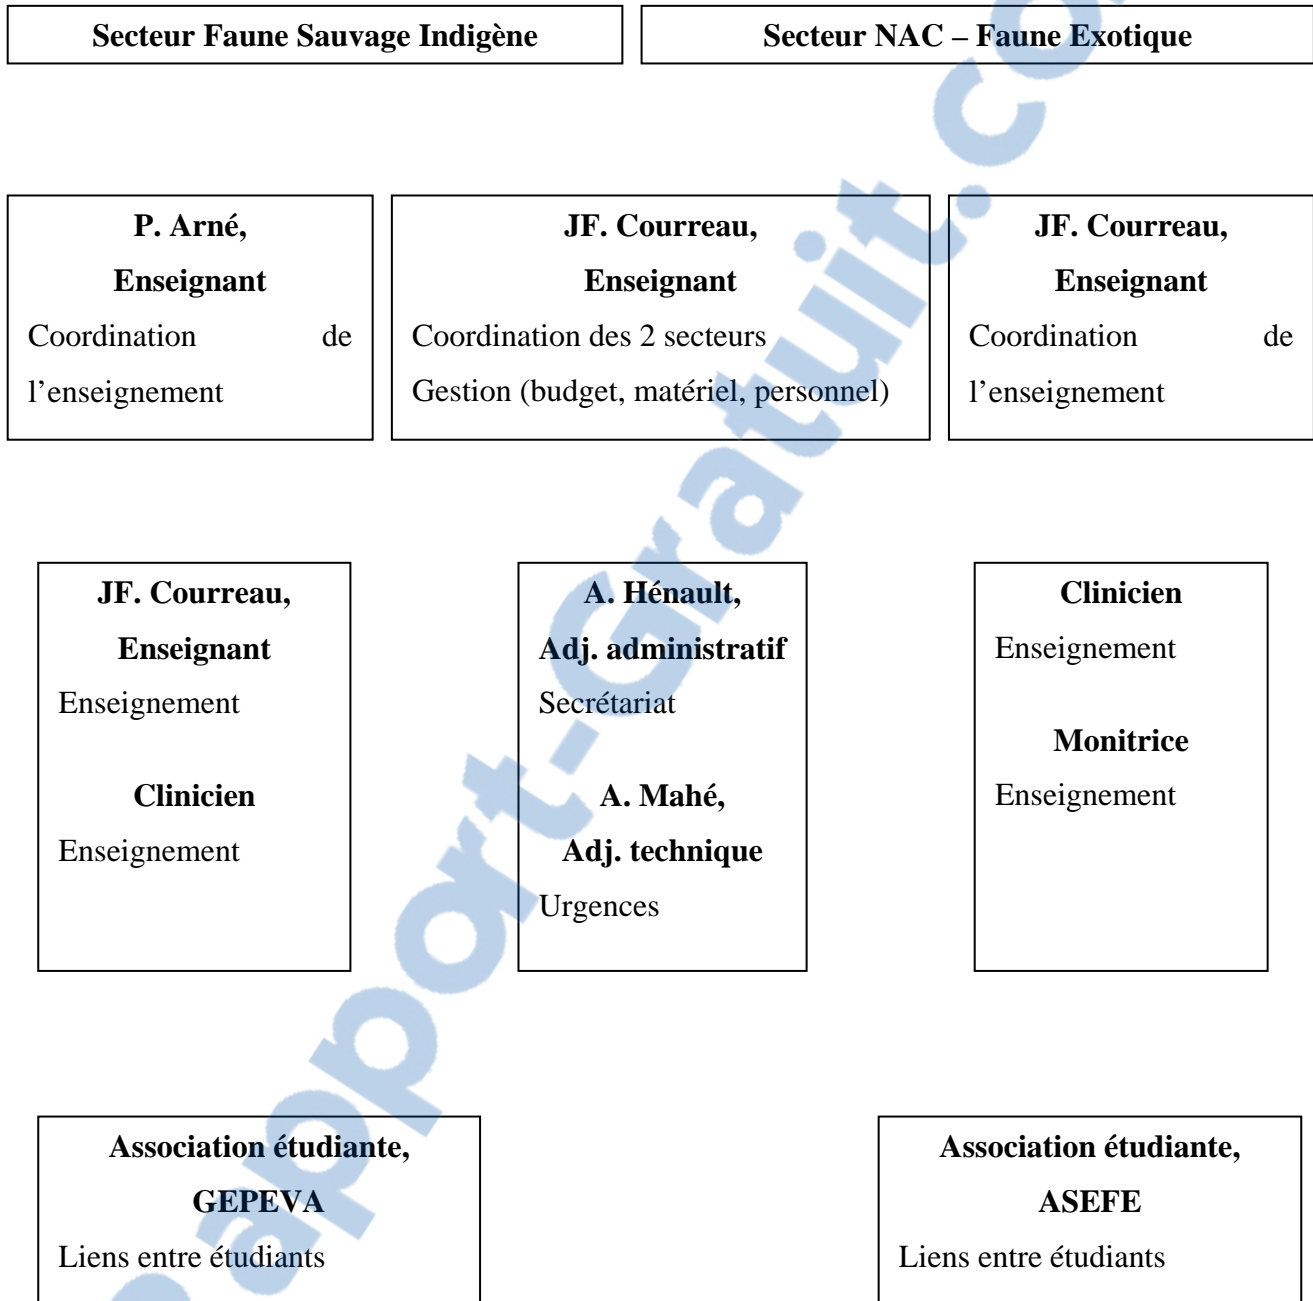 Secteur Faune Sauvage Indigène
Secteur NAC – Faune Exotique
P. Arné,
Enseignant
Coordination de
l’enseignement
JF. Courreau,
Enseignant
Coordination des 2 secteurs
Gestion (budget, matériel, personnel)
JF. Courreau,
Enseignant
Coordination de
l’enseignement
JF. Courreau,
Enseignant
Enseignement
Clinicien
Enseignement
A. Hénault,
Adj. administratif
Secrétariat
A. Mahé,
Adj. technique
Urgences
Clinicien
Enseignement
Monitrice
Enseignement
Association étudiante,
GEPEVA
Liens entre étudiants
Association étudiante,
ASEFE
Liens entre étudiants
apport-Gratuit.co